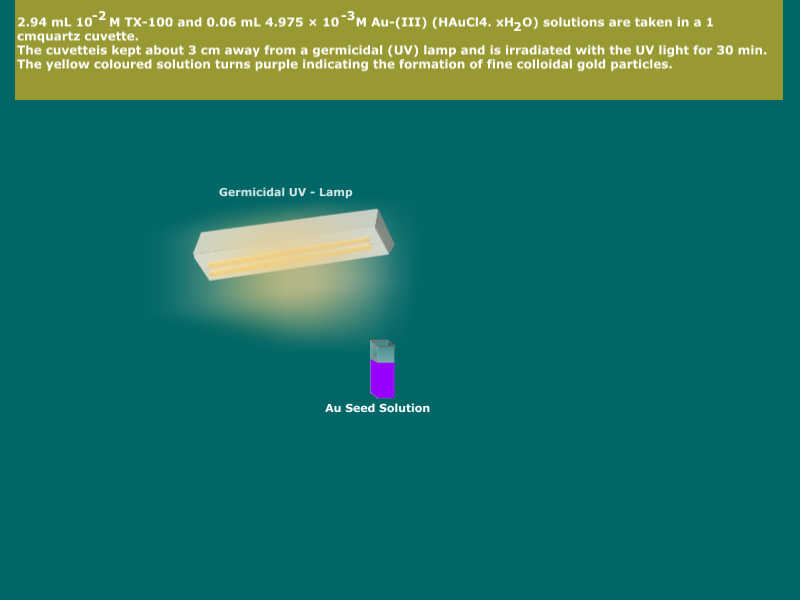 2.94 mL 10⁻² M TX-100 and 0.06 mL 4.975 × 10⁻³M Au-(III) (HAuCl4. xH₂O) solutions are taken in a 1
cmquartz cuvette.
The cuvetteIs kept about 3 cm away from a germicidal (UV) lamp and is irradiated with the UV light for 30 min.
The yellow coloured solution turns purple indicating the formation of fine colloidal gold particles.
Germicidal UV - Lamp
Au Seed Solution